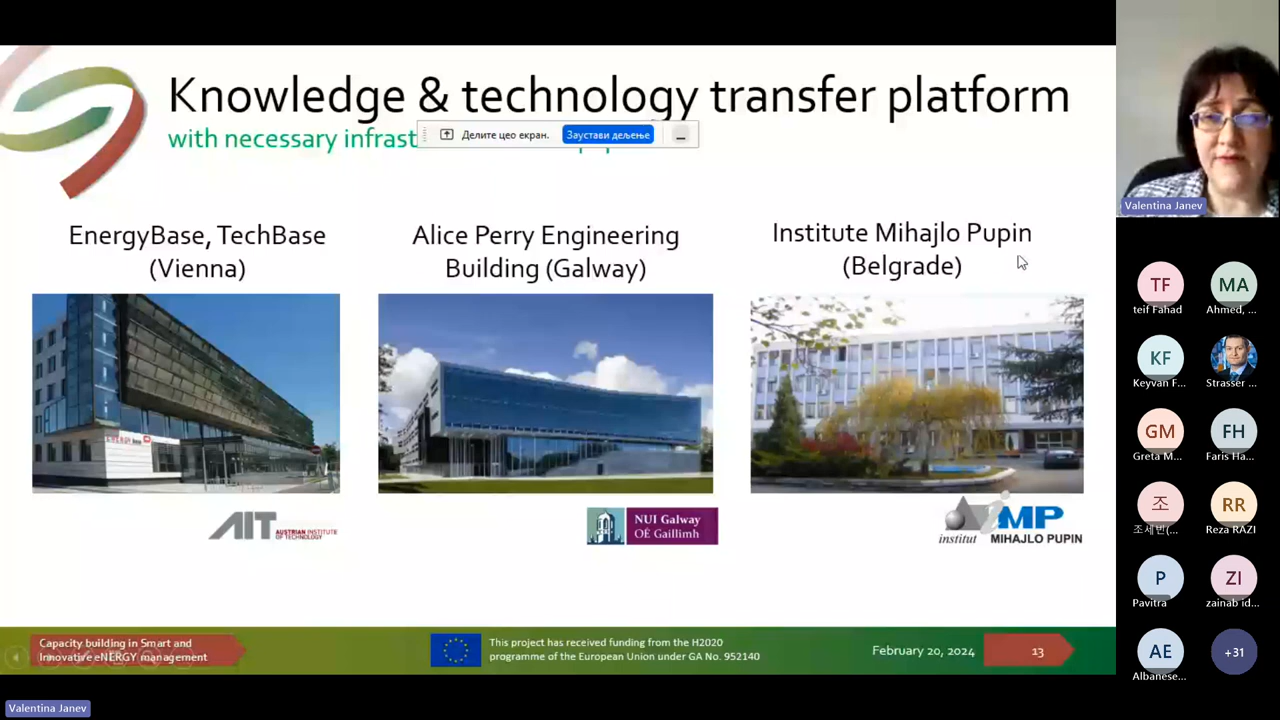 Knowledge & technology transfer platform
with necessary infrast
Делите цео екран.
Заустави дељење
EnergyBase, TechBase
(Vienna)
Alice Perry Engineering
Building (Galway)
Institute Mihajlo Pupin
(Belgrade)
AIT AUSTRIAN INSTITUTE
OF TECHNOLOGY
NUI Galway
OÉ Gaillimh
MP
institut MIHAJLO PUPIN
Capacity building in Smart and
Innovative eNERGY management
This project has received funding from the H2020
programme of the European Union under GA No. 952140
February 20, 2024
13
Valentina Janev
TF
teif Fahad
MA
Ahmed, ...
KF
Keyvan F...
Strasser ...
GM
Greta M...
FH
Faris Ha...
조
조세빈(...
RR
Reza RAZI
P
Pavitra
ZI
zainab id...
AE
Albanese...
+31
Valentina Janev